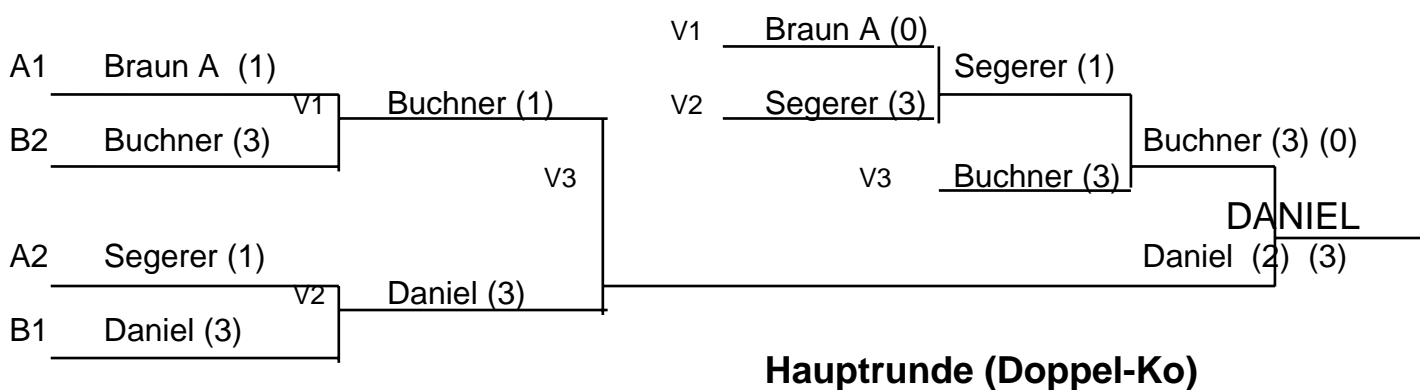 V1 Braun A (0)
A1 Braun A (1)
Segerer (1)
V1 Buchner (1)
V2 Segerer (3)
B2 Buchner (3)
Buchner (3) (0)
V3
V3 Buchner (3)
DANIEL
A2 Segerer (1)
Daniel (2) (3)
V2 Daniel (3)
B1 Daniel (3)
Hauptrunde (Doppel-Ko)